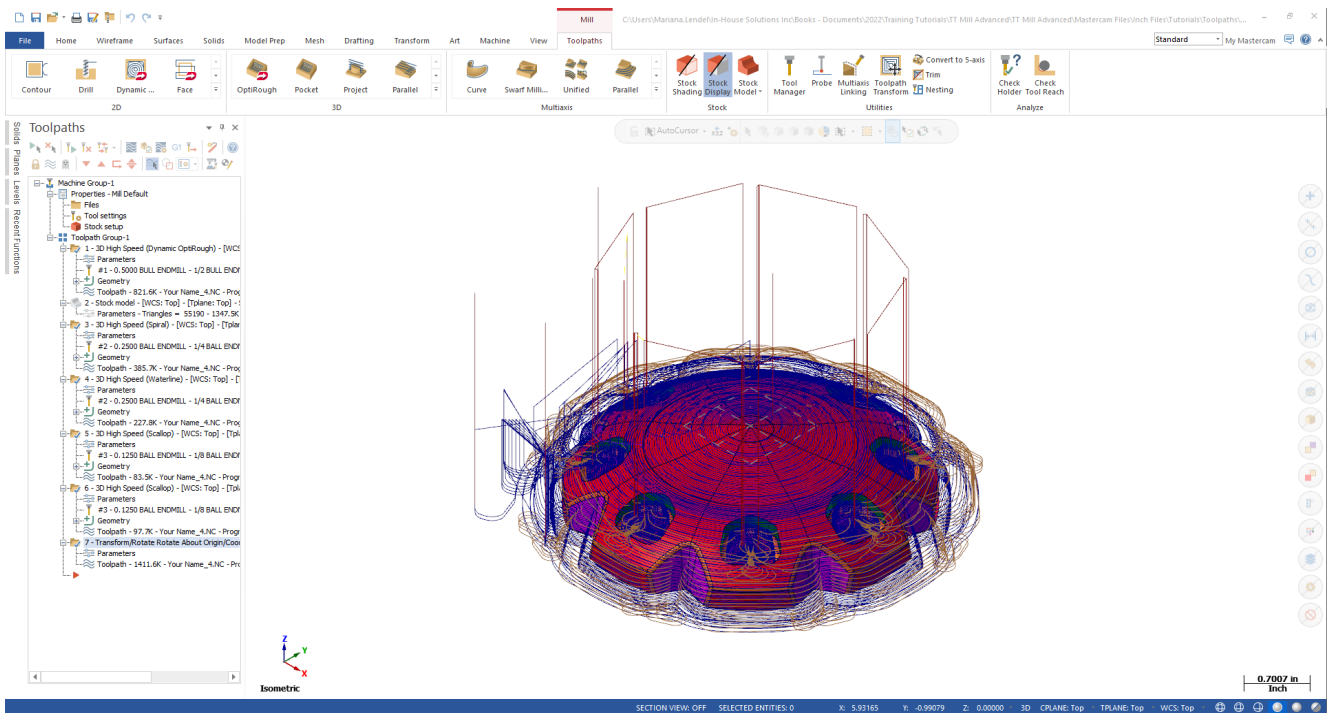 Mill
C:\Users\Mariana.Lendel\In-House Solutions Inc\Books - Documents\2022\Training Tutorials\TT Mill Advanced\TT Mill Advanced\Mastercam Files\Inch Files\Tutorials\Toolpaths\...
File Home Wireframe Surfaces Solids Model Prep Mesh Drafting Transform Art Machine View Toolpaths
Standard My Mastercam
Contour Drill Dynamic ... Face
2D
OptiRough Pocket Project Parallel
3D
Curve Swarf Milli... Unified Parallel
Multiaxis
Stock Shading Stock Display Stock Model
Stock
Tool Manager Probe Multiaxis Linking Toolpath Transform
Convert to 5-axis
Trim
Nesting
Utilities
Check Holder Check Tool Reach
Analyze
Solids Planes Levels Recent Functions
Toolpaths
G1
AutoCursor
Machine Group-1
Properties - Mill Default
Files
Tool settings
Stock setup
Toolpath Group-1
1 - 3D High Speed (Dynamic OptiRough) - [WCS
Parameters
#1 - 0.5000 BULL ENDMILL - 1/2 BULL ENDI
Geometry
Toolpath - 821.6K - Your Name_4.NC - Prog
2 - Stock model - [WCS: Top] - [Tplane: Top] - S
Parameters - Triangles = 55190 - 1347.5K
3 - 3D High Speed (Spiral) - [WCS: Top] - [Tplar
Parameters
#2 - 0.2500 BALL ENDMILL - 1/4 BALL ENDI
Geometry
Toolpath - 385.7K - Your Name_4.NC - Prog
4 - 3D High Speed (Waterline) - [WCS: Top] - [T
Parameters
#2 - 0.2500 BALL ENDMILL - 1/4 BALL ENDI
Geometry
Toolpath - 227.8K - Your Name_4.NC - Prog
5 - 3D High Speed (Scallop) - [WCS: Top] - [Tpl
Parameters
#3 - 0.1250 BALL ENDMILL - 1/8 BALL ENDI
Geometry
Toolpath - 83.5K - Your Name_4.NC - Progr
6 - 3D High Speed (Scallop) - [WCS: Top] - [Tpl
Parameters
#3 - 0.1250 BALL ENDMILL - 1/8 BALL ENDI
Geometry
Toolpath - 97.7K - Your Name_4.NC - Progr
7 - Transform/Rotate Rotate About Origin/Coor
Parameters
Toolpath - 1411.6K - Your Name_4.NC - Pro
Z
Y
X
Isometric
0.7007 in
Inch
SECTION VIEW: OFF SELECTED ENTITIES: 0 X: 5.93165 Y: -0.99079 Z: 0.00000 3D CPLANE: Top TPLANE: Top WCS: Top